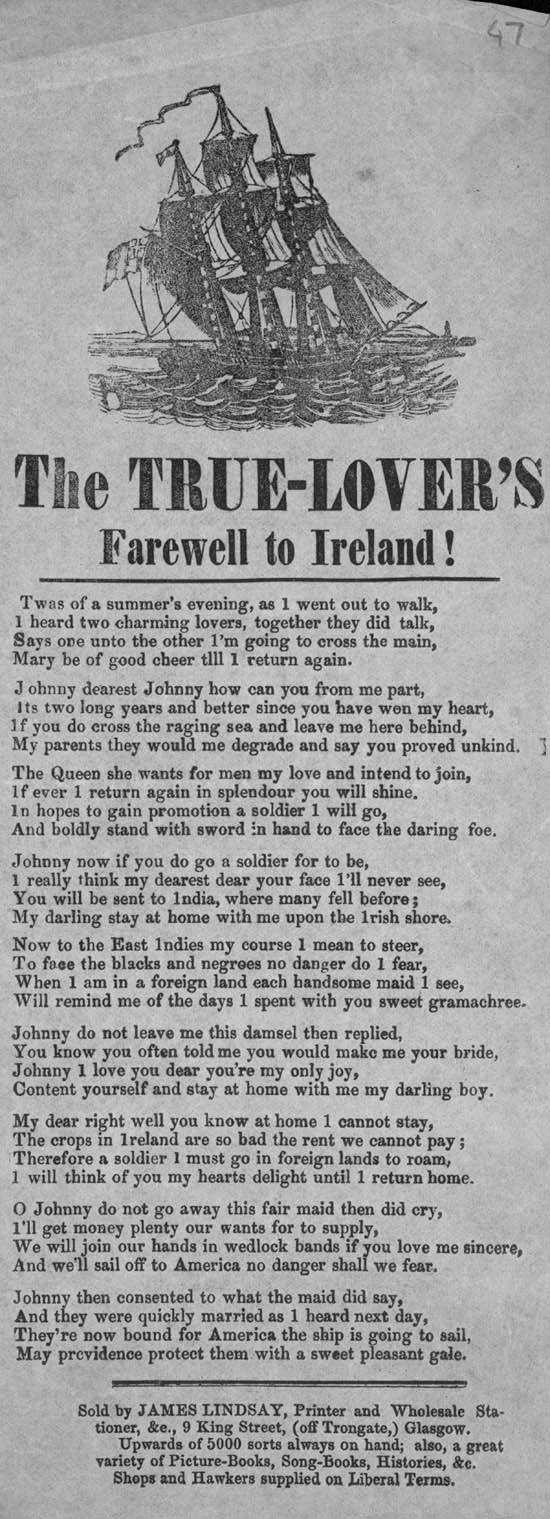 47
The TRUE-LOVER'S
Farewell to Ireland!
Twas of a summer's evening, as 1 went out to walk,
1 heard two charming lovers, together they did talk,
Says one unto the other 1'm going to cross the main,
Mary be of good cheer tlll 1 return again.
Johnny dearest Johnny how can you from me part,
Its two long years and better since you have won my heart,
1f you do cross the raging sea and leave me here behind,
My parents they would me degrade and say you proved unkind.
The Queen she wants for men my love and intend to join,
1f ever 1 return again in splendour you will shine.
1n hopes to gain promotion a soldier 1 will go,
And boldly stand with sword in hand to face the daring foe.
Johnny now if you do go a soldier for to be,
1 really think my dearest dear your face 1'll never see,
You will be sent to 1ndia, where many fell before;
My darling stay at home with me upon the 1rish shore.
Now to the East 1ndies my course 1 mean to steer,
To face the blacks and negroes no danger do 1 fear,
When 1 am in a foreign land each handsome maid 1 see,
Will remind me of the days 1 spent with you sweet gramachree.
Johnny do not leave me this damsel then replied,
You know you often told me you would make me your bride,
Johnny 1 love you dear you're my only joy,
Content yourself and stay at home with me my darling boy.
My dear right well you know at home 1 cannot stay,
The crops in 1reland are so bad the rent we cannot pay;
Therefore a soldier 1 must go in foreign lands to roam,
1 will think of you my hearts delight until 1 return home.
O Johnny do not go away this fair maid then did cry,
1'll get money plenty our wants for to supply,
We will join our hands in wedlock bands if you love me sincere,
And we'll sail off to America no danger shall we fear.
Johnny then consented to what the maid did say,
And they were quickly married as 1 heard next day,
They're now bound for America the ship is going to sail,
May prcvidence protect them with a sweet pleasant gale.
Sold by JAMES LINDSAY, Printer and Wholesale Sta-
tioner, &c., 9 King Street, (off Trongate,) Glasgow.
Upwards of 5000 sorts always on hand; also, a great
variety of Picture-Books, Song-Books, Histories, &c.
Shops and Hawkers supplied on Liberal Terms.